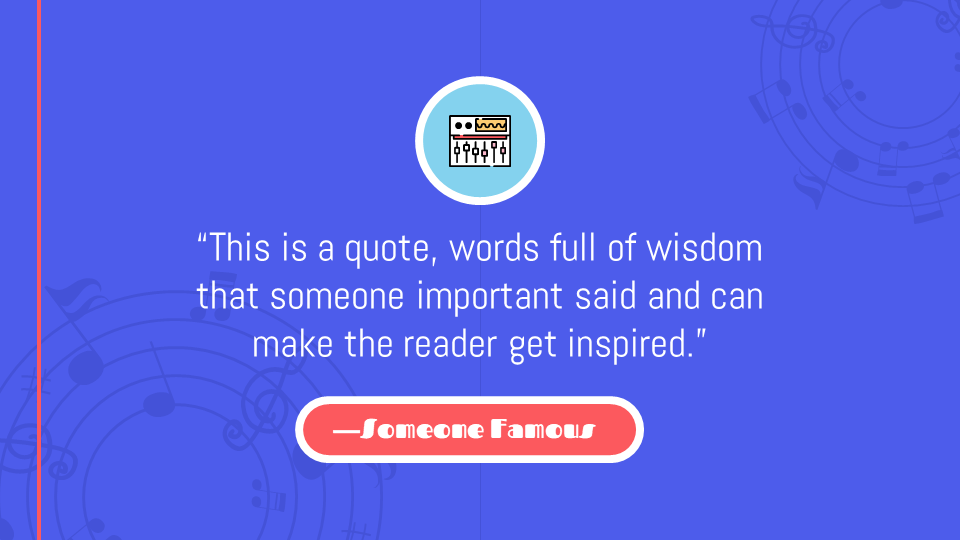 “This is a quote, words full of wisdom
that someone important said and can
make the reader get inspired.”
—Someone Famous